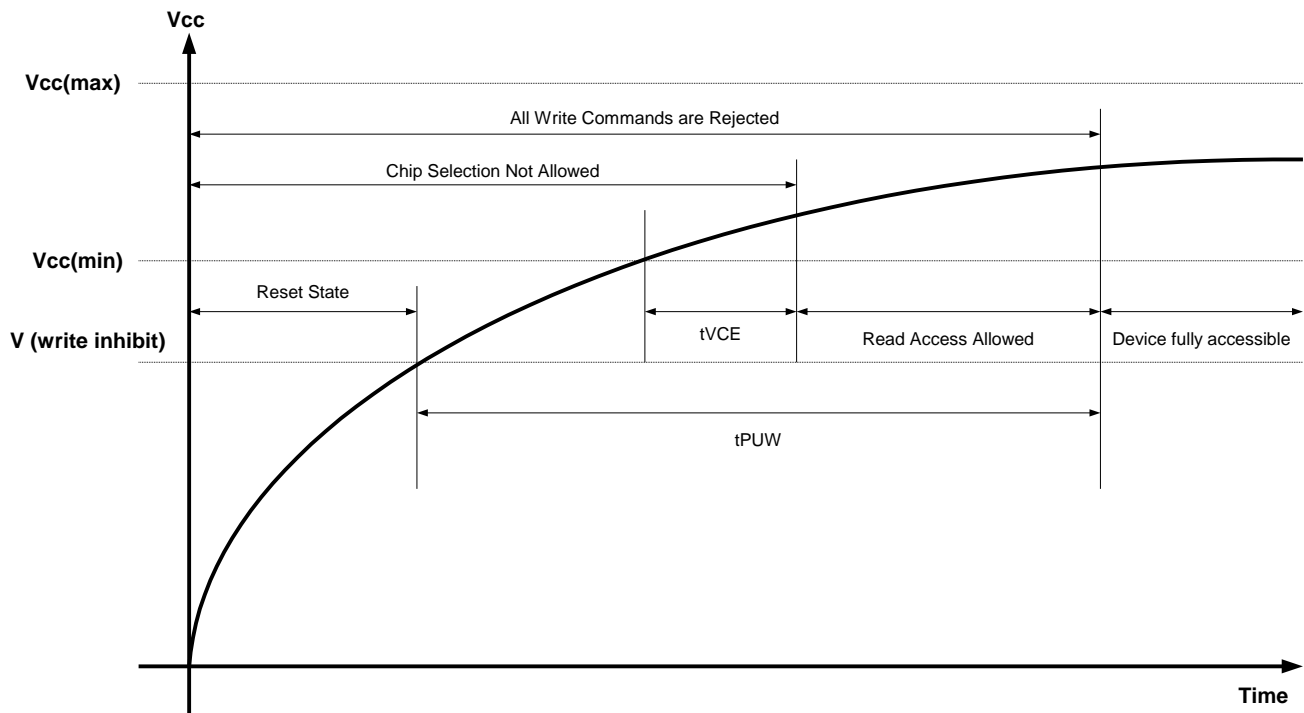 Vcc
Vcc(max)
All Write Commands are Rejected
Chip Selection Not Allowed
Vcc(min)
Reset State
V (write inhibit)
tVCE
Read Access Allowed
Device fully accessible
tPUW
Time